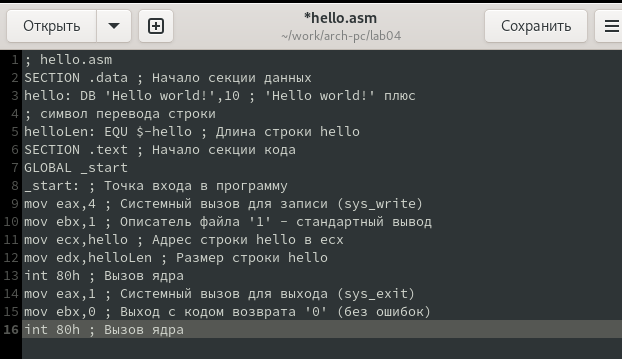 *hello.asm
Открыть
~/work/arch-pc/lab04
Сохранить
1 ; hello.asm
2 SECTION .data ; Начало секции данных
3 hello: DB 'Hello world!',10 ; 'Hello world!' плюс
4 ; символ перевода строки
5 helloLen: EQU $-hello ; Длина строки hello
6 SECTION .text ; Начало секции кода
7 GLOBAL _start
8 _start: ; Точка входа в программу
9 mov eax,4 ; Системный вызов для записи (sys_write)
10 mov ebx,1 ; Описатель файла '1' - стандартный вывод
11 mov ecx,hello ; Адрес строки hello в ecx
12 mov edx,helloLen ; Размер строки hello
13 int 80h ; Вызов ядра
14 mov eax,1 ; Системный вызов для выхода (sys_exit)
15 mov ebx,0 ; Выход с кодом возврата '0' (без ошибок)
16 int 80h ; Вызов ядра